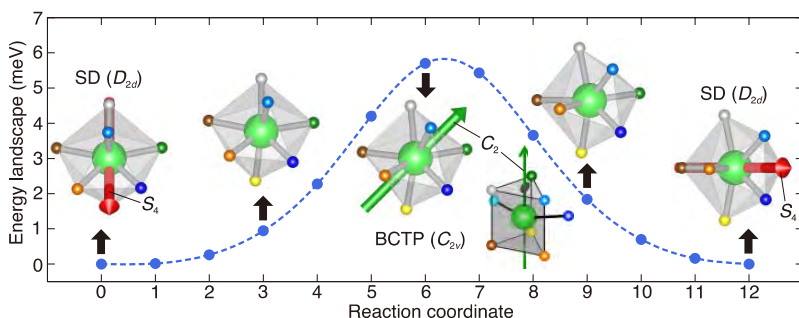 Energy landscape (meV)
7
6
5
4
3
2
1
0
SD (D2d)
S4
BCTP (C2v)
C2
SD (D2d)
S4
0 1 2 3 4 5 6 7 8 9 10 11 12
Reaction coordinate